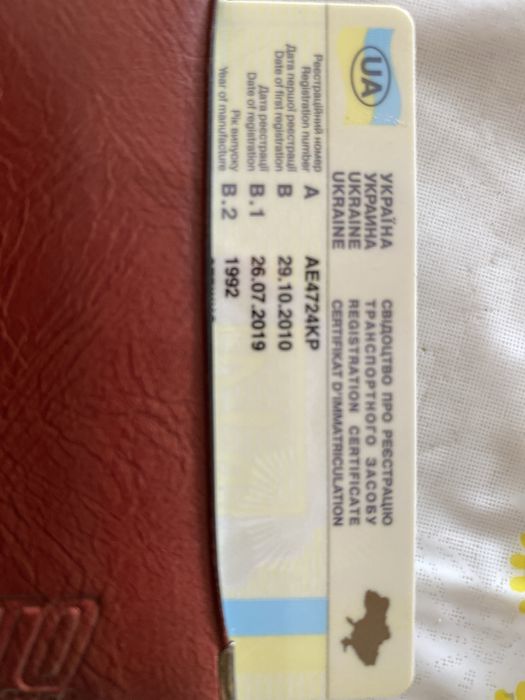 UA
УКРАЇНА
УКРАИНА
UKRAINE
UKRAINE
СВІДОЦТВО ПРО РЕЄСТРАЦІЮ
ТРАНСПОРТНОГО ЗАСОБУ
REGISTRATION CERTIFICATE
CERTIFIKAT D'IMMATRICULATION
Реєстраційний номер
Registration number A AE4724KP
Дата першої реєстрації
Date of first registration B 29.10.2010
Дата реєстрації
Date of registration B.1 26.07.2019
Рік випуску
Year of manufacture B.2 1992